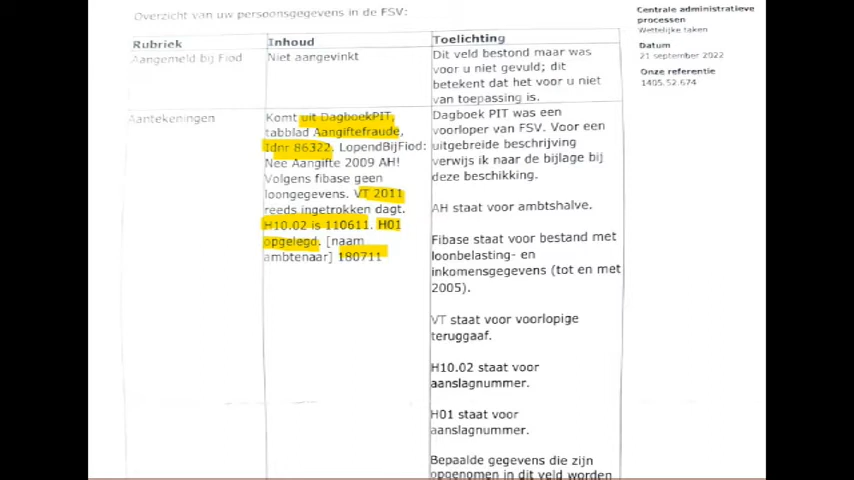 Overzicht van uw persoonsgegevens in de FSV:
Centrale administratieve
processen
Wettelijke taken
Datum
21 september 2022
Onze referentie
1405.52.674
Rubriek
Inhoud
Toelichting
Aangemeld bij Fiod
Niet aangevinkt
Dit veld bestond maar was
voor u niet gevuld; dit
betekent dat het voor u niet
van toepassing is.
Aantekeningen
Komt uit DagboekPIT,
tabblad Aangiftefraude,
Idnr 86322. LopendBijFiod:
Nee Aangifte 2009 AH!
Volgens fibase geen
loongegevens. VT 2011
reeds ingetrokken dagt.
H10.02 is 110611. H01
opgelegd. [naam
ambtenaar] 180711
Dagboek PIT was een
voorloper van FSV. Voor een
uitgebreide beschrijving
verwijs ik naar de bijlage bij
deze beschikking.
AH staat voor ambtshalve.
Fibase staat voor bestand met
loonbelasting- en
inkomensgegevens (tot en met
2005).
VT staat voor voorlopige
teruggaaf.
H10.02 staat voor
aanslagnummer.
H01 staat voor
aanslagnummer.
Bepaalde gegevens die zijn
opgenomen in dit veld worden